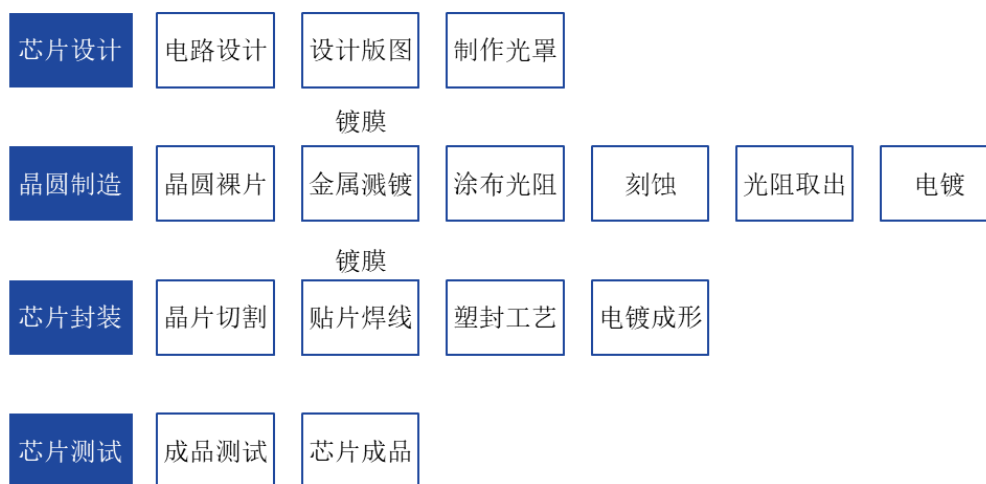 芯片设计 电路设计 设计版图 制作光罩
镀膜
晶圆制造 晶圆裸片 金属溅镀 涂布光阻 刻蚀 光阻取出 电镀
镀膜
芯片封装 晶片切割 贴片焊线 塑封工艺 电镀成形
芯片测试 成品测试 芯片成品